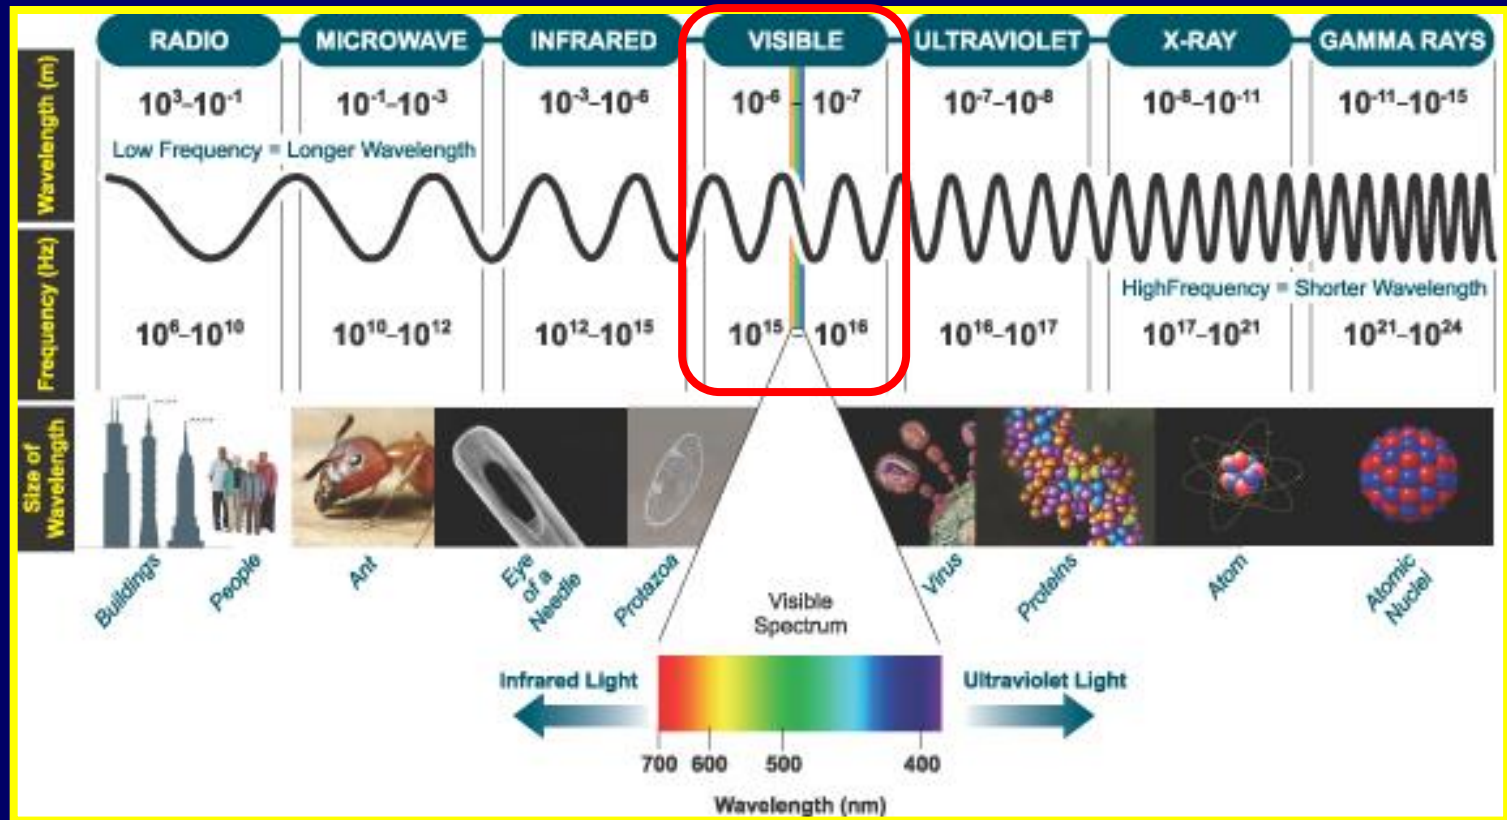 RADIO MICROWAVE INFRARED VISIBLE ULTRAVIOLET X-RAY GAMMA RAYS
Wavelength (m)
10³–10⁻¹ 10⁻¹–10⁻³ 10⁻³–10⁻⁶ 10⁻⁶ – 10⁻⁷ 10⁻⁷–10⁻⁸ 10⁻⁸–10⁻¹¹ 10⁻¹¹–10⁻¹⁵
Low Frequency = Longer Wavelength
Frequency (Hz)
HighFrequency = Shorter Wavelength
10⁶–10¹⁰ 10¹⁰–10¹² 10¹²–10¹⁵ 10¹⁵ – 10¹⁶ 10¹⁶–10¹⁷ 10¹⁷–10²¹ 10²¹–10²⁴
Size of
Wavelength
Buildings
People
Ant
Eye
of a
Needle
Protazoa
Virus
Proteins
Atom
Atomic
Nuclei
Visible
Spectrum
Infrared Light
Ultraviolet Light
700 600 500 400
Wavelength (nm)